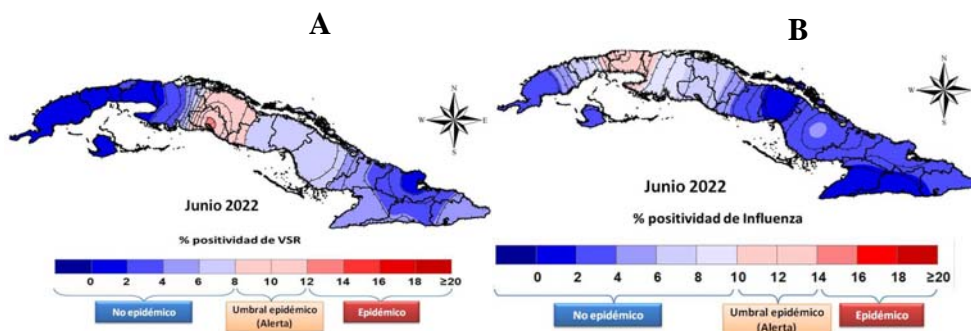 A
N
W E
S
Junio 2022
% positividad de VSR
0 2 4 6 8 10 12 14 16 18 ≥20
No epidémico
Umbral epidémico
(Alerta)
Epidémico
B
N
W E
S
Junio 2022
% positividad de Influenza
0 2 4 6 8 10 12 14 16 18 ≥20
No epidémico
Umbral epidémico
(Alerta)
Epidémico